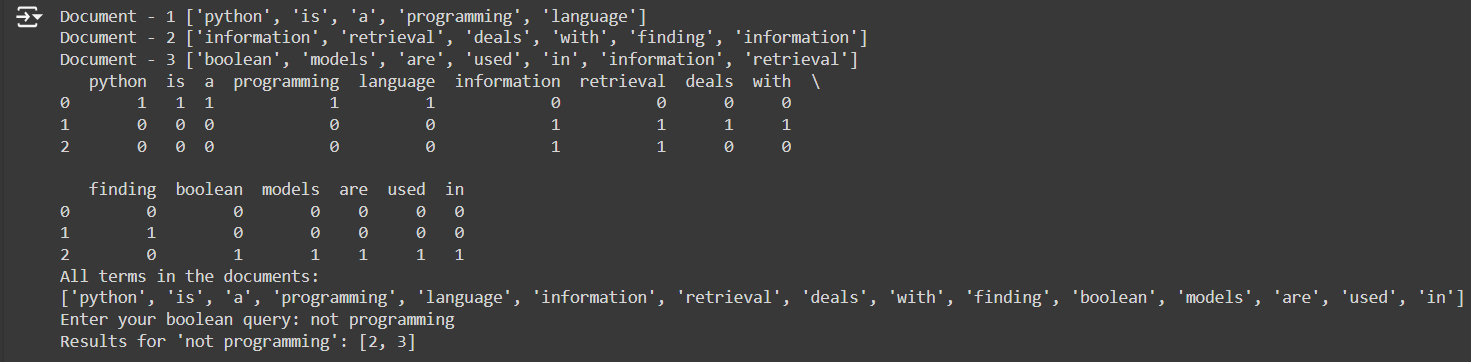 Document - 1 ['python', 'is', 'a', 'programming', 'language']
Document - 2 ['information', 'retrieval', 'deals', 'with', 'finding', 'information']
Document - 3 ['boolean', 'models', 'are', 'used', 'in', 'information', 'retrieval']
python is a programming language information retrieval deals with \
0 1 1 1 1 1 0 0 0 0
1 0 0 0 0 0 1 1 1 1
2 0 0 0 0 0 1 1 0 0
finding boolean models are used in
0 0 0 0 0 0 0
1 1 0 0 0 0 0
2 0 1 1 1 1 1
All terms in the documents:
['python', 'is', 'a', 'programming', 'language', 'information', 'retrieval', 'deals', 'with', 'finding', 'boolean', 'models', 'are', 'used', 'in']
Enter your boolean query: not programming
Results for 'not programming': [2, 3]